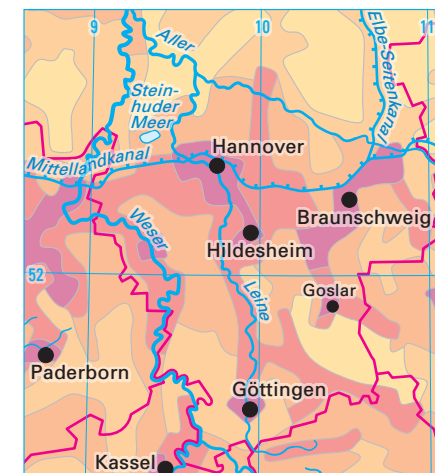 9
10
11
Aller
Elbe-Seitenkanal
Stein-
huder
Meer
Hannover
Mittellandkanal
Braunschweig
Weser
Hildesheim
52
Leine
Goslar
Paderborn
Göttingen
Kassel